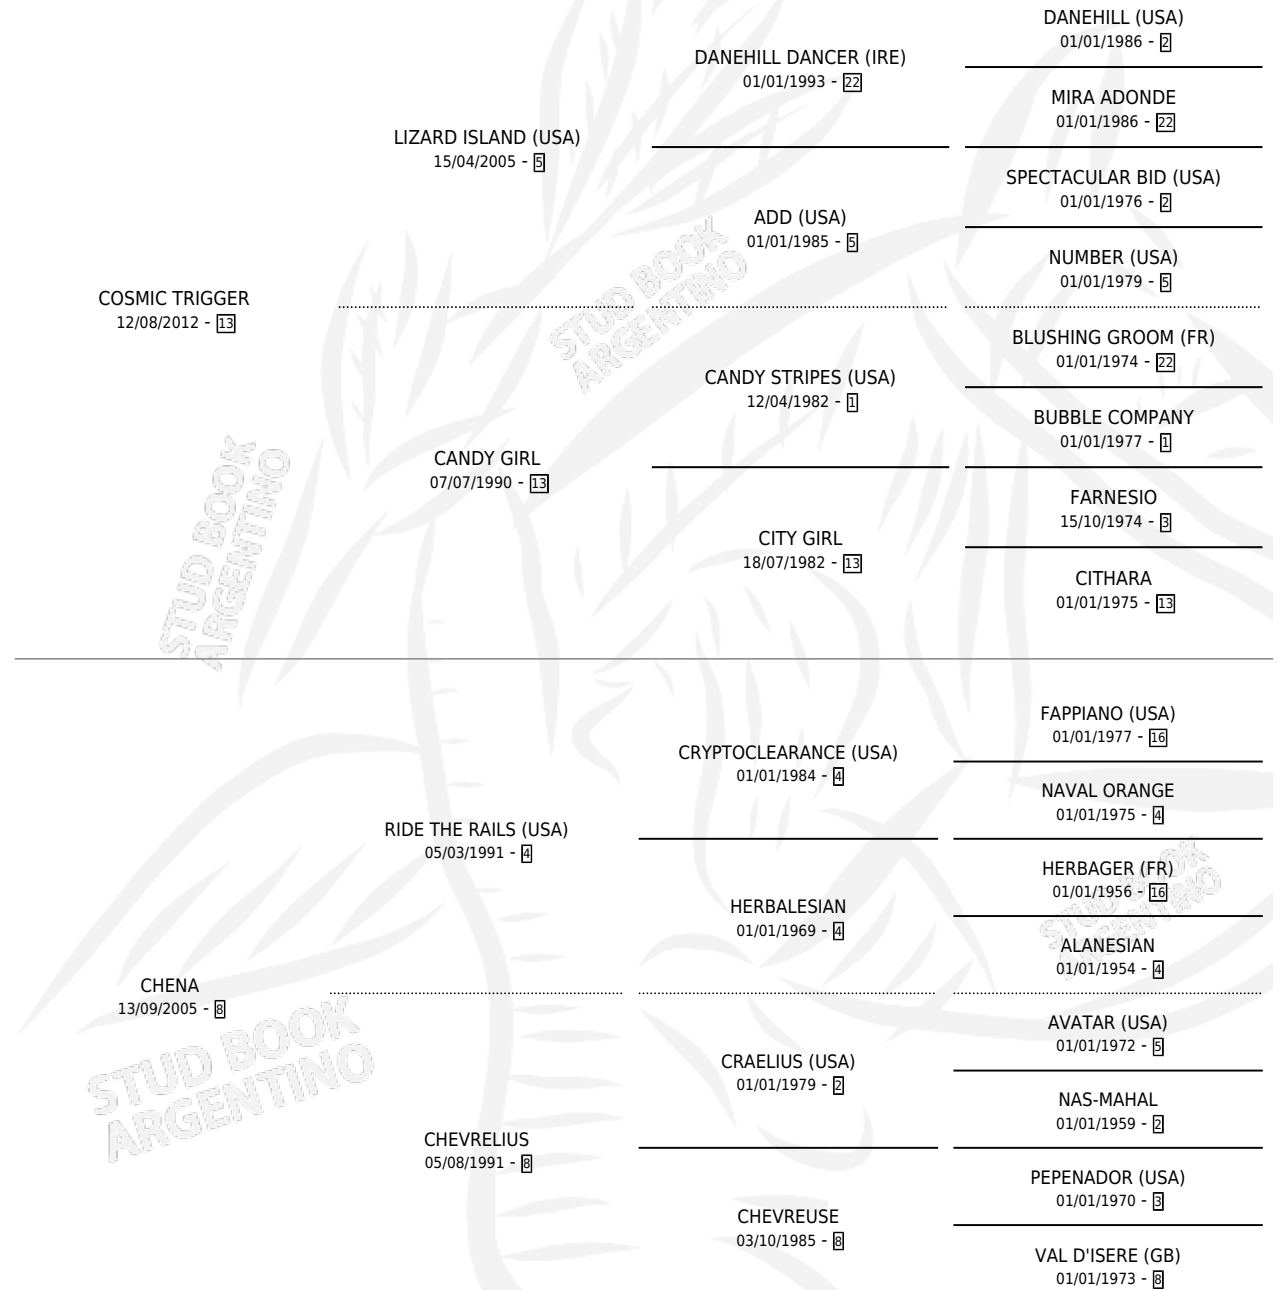 DANEHILL (USA)
01/01/1986 - 2
DANEHILL DANCER (IRE)
01/01/1993 - 22
MIRA ADONDE
01/01/1986 - 22
LIZARD ISLAND (USA)
15/04/2005 - 5
SPECTACULAR BID (USA)
01/01/1976 - 2
ADD (USA)
01/01/1985 - 5
NUMBER (USA)
01/01/1979 - 5
COSMIC TRIGGER
12/08/2012 - 13
STUD BOOK
ARGENTINO
BLUSHING GROOM (FR)
01/01/1974 - 22
CANDY STRIPES (USA)
12/04/1982 - 1
BUBBLE COMPANY
01/01/1977 - 1
CANDY GIRL
07/07/1990 - 13
FARNESIO
15/10/1974 - 3
CITY GIRL
18/07/1982 - 13
CITHARA
01/01/1975 - 13
STUD BOOK
ARGENTINO
FAPPIANO (USA)
01/01/1977 - 16
CRYPTOCLEARANCE (USA)
01/01/1984 - 4
NAVAL ORANGE
01/01/1975 - 4
RIDE THE RAILS (USA)
05/03/1991 - 4
HERBAGER (FR)
01/01/1956 - 16
HERBALESIAN
01/01/1969 - 4
STUD BOOK
ARGENTINO
ALANESIAN
01/01/1954 - 4
CHENA
13/09/2005 - 8
AVATAR (USA)
01/01/1972 - 5
CRAELIUS (USA)
01/01/1979 - 2
STUD BOOK
ARGENTINO
NAS-MAHAL
01/01/1959 - 2
CHEVRELIUS
05/08/1991 - 8
PEPENADOR (USA)
01/01/1970 - 3
CHEVREUSE
03/10/1985 - 8
VAL D'ISERE (GB)
01/01/1973 - 8